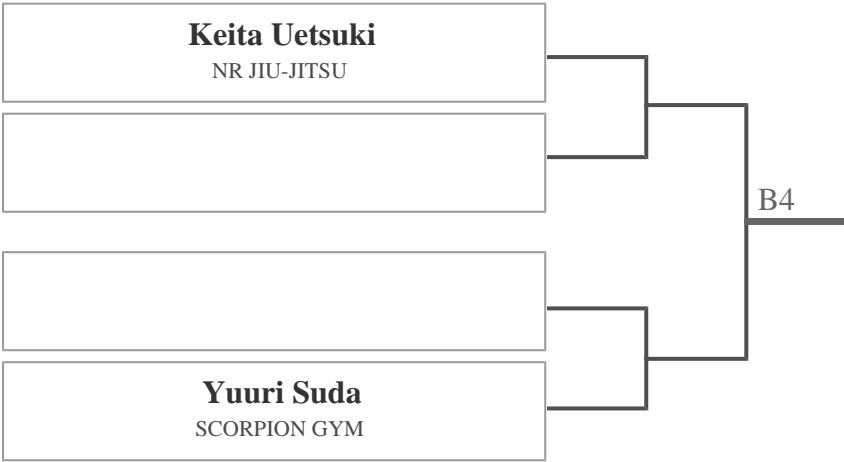 Keita Uetsuki
NR JIU-JITSU
B4
Yuuri Suda
SCORPION GYM